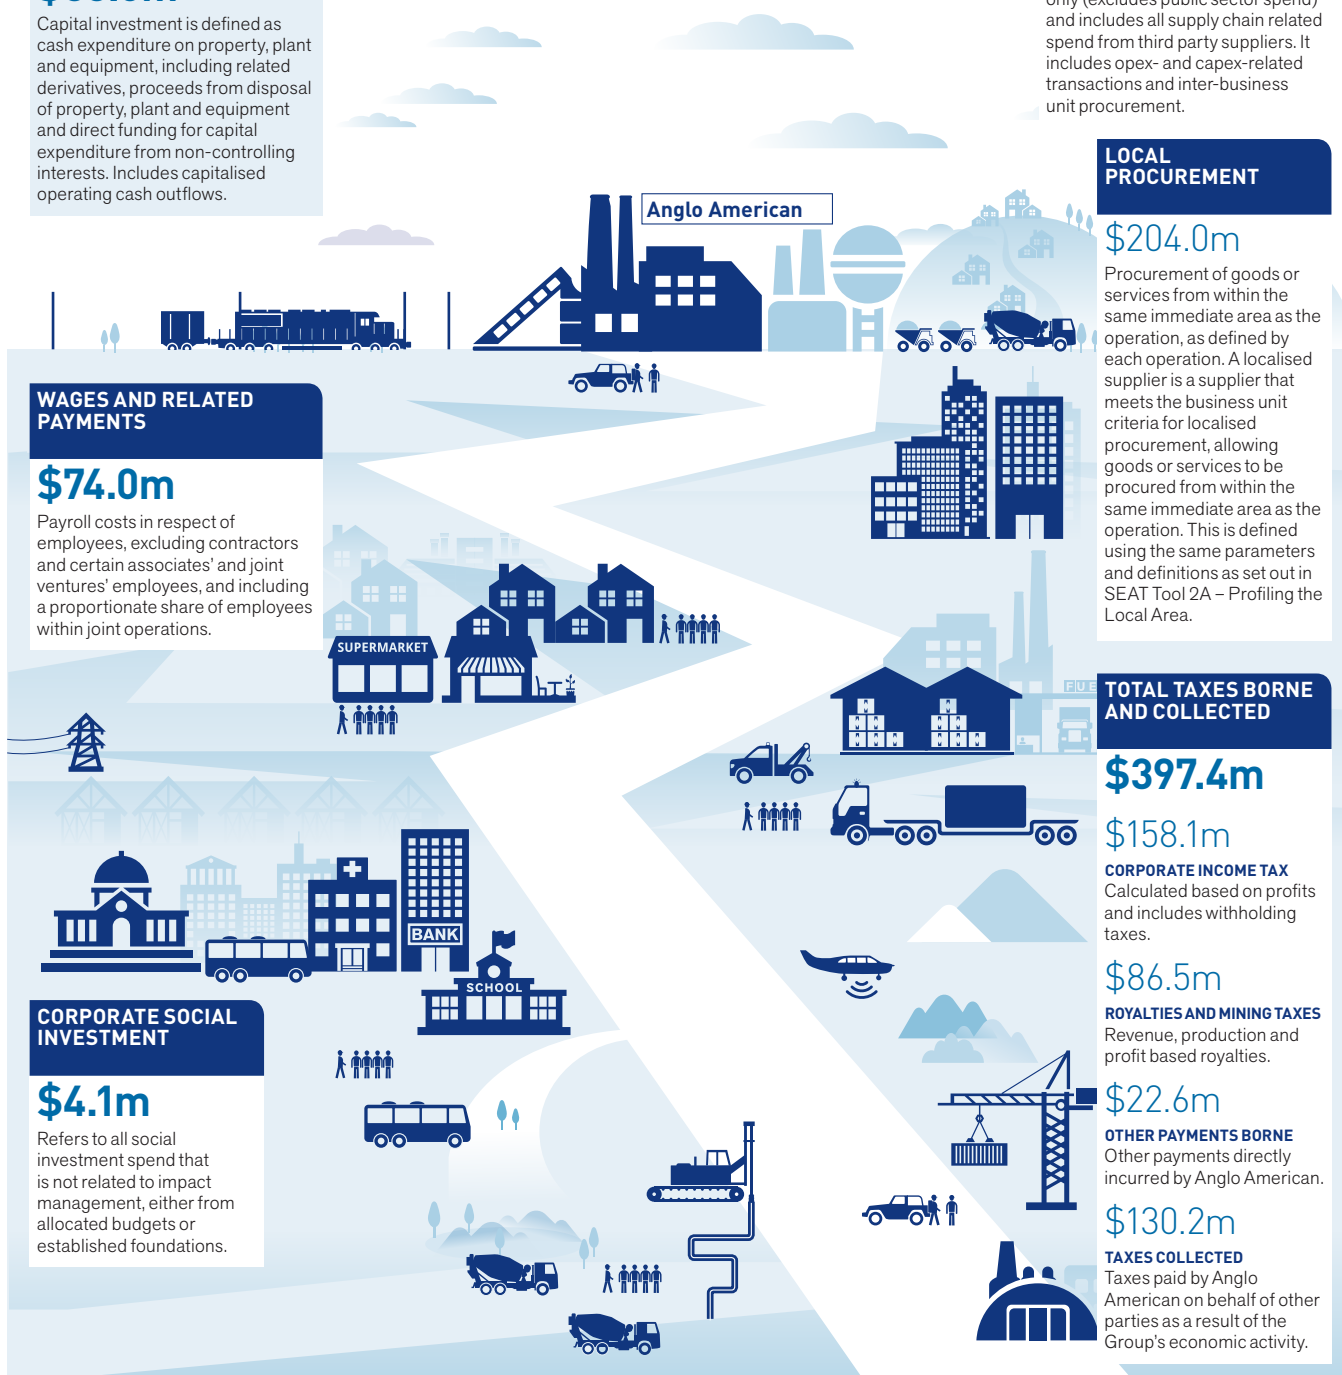 Capital investment is defined as
cash expenditure on property, plant
and equipment, including related
derivatives, proceeds from disposal
of property, plant and equipment
and direct funding for capital
expenditure from non-controlling
interests. Includes capitalised
operating cash outflows.
only (excludes public sector spend)
and includes all supply chain related
spend from third party suppliers. It
includes opex- and capex-related
transactions and inter-business
unit procurement.
Anglo American
LOCAL
PROCUREMENT
$204.0m
Procurement of goods or
services from within the
same immediate area as the
operation, as defined by
each operation. A localised
supplier is a supplier that
meets the business unit
criteria for localised
procurement, allowing
goods or services to be
procured from within the
same immediate area as the
operation. This is defined
using the same parameters
and definitions as set out in
SEAT Tool 2A – Profiling the
Local Area.
WAGES AND RELATED
PAYMENTS
$74.0m
Payroll costs in respect of
employees, excluding contractors
and certain associates' and joint
ventures' employees, and including
a proportionate share of employees
within joint operations.
SUPERMARKET
TOTAL TAXES BORNE
AND COLLECTED
$397.4m
$158.1m
CORPORATE INCOME TAX
Calculated based on profits
and includes withholding
taxes.
$86.5m
ROYALTIES AND MINING TAXES
Revenue, production and
profit based royalties.
$22.6m
OTHER PAYMENTS BORNE
Other payments directly
incurred by Anglo American.
$130.2m
TAXES COLLECTED
Taxes paid by Anglo
American on behalf of other
parties as a result of the
Group's economic activity.
BANK
SCHOOL
CORPORATE SOCIAL
INVESTMENT
$4.1m
Refers to all social
investment spend that
is not related to impact
management, either from
allocated budgets or
established foundations.